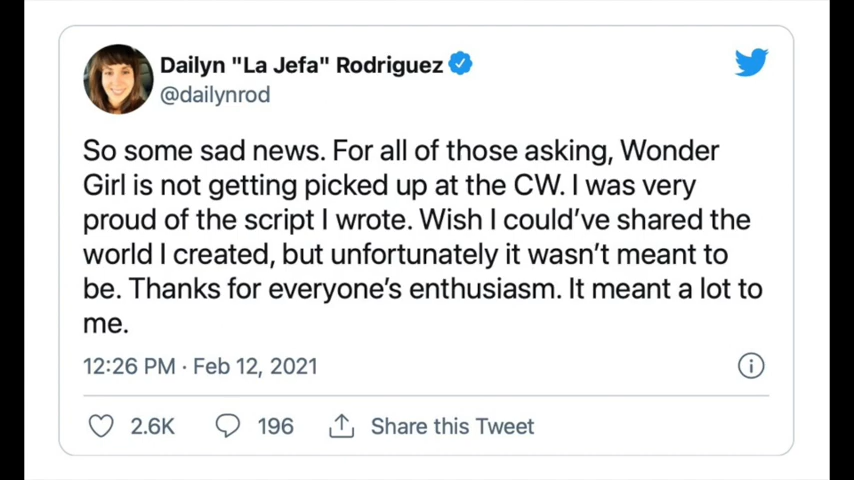 Dailyn "La Jefa" Rodriguez
@dailynrod
So some sad news. For all of those asking, Wonder
Girl is not getting picked up at the CW. I was very
proud of the script I wrote. Wish I could’ve shared the
world I created, but unfortunately it wasn’t meant to
be. Thanks for everyone’s enthusiasm. It meant a lot to
me.
12:26 PM · Feb 12, 2021
2.6K 196 Share this Tweet